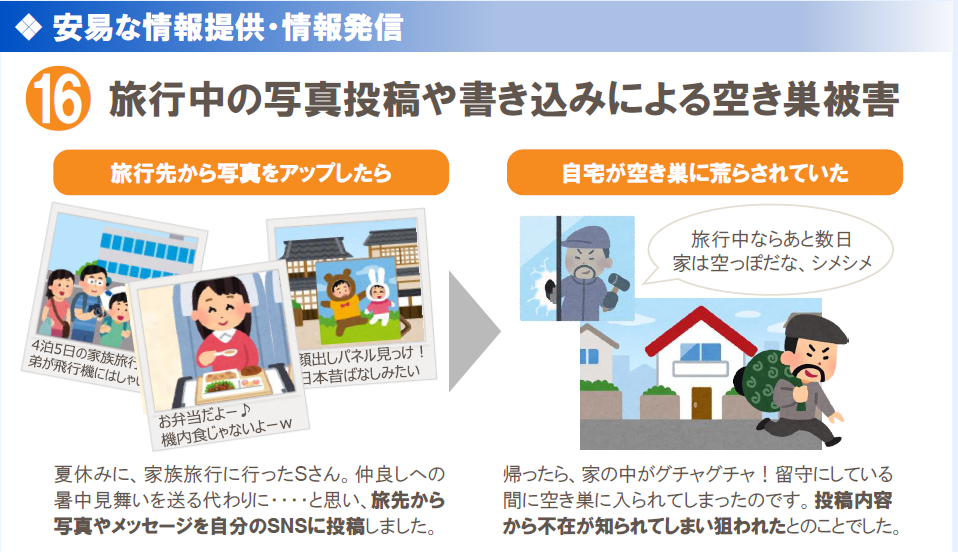 ❖ 安易な情報提供・情報発信
16 旅行中の写真投稿や書き込みによる空き巣被害
旅行先から写真をアップしたら
4泊5日の家族旅行
弟が飛行機にはしゃい
お弁当だよー♪
機内食じゃないよーw
顔出しパネル見っけ！
日本昔ばなしみたい
夏休みに、家族旅行に行ったSさん。仲良しへの
暑中見舞いを送る代わりに‥‥と思い、旅先から
写真やメッセージを自分のSNSに投稿しました。
自宅が空き巣に荒らされていた
旅行中ならあと数日
家は空っぽだな、シメシメ
帰ったら、家の中がグチャグチャ！留守にしている
間に空き巣に入られてしまったのです。投稿内容
から不在が知られてしまい狙われたとのことでした。